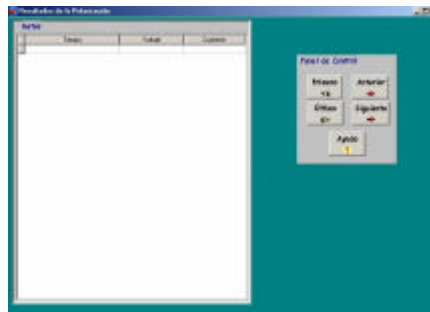 Resultados de la Polarización
Datos
Tiempo Voltaje Corriente
Panel de Control
Primero Anterior
Último Siguiente
Ayuda